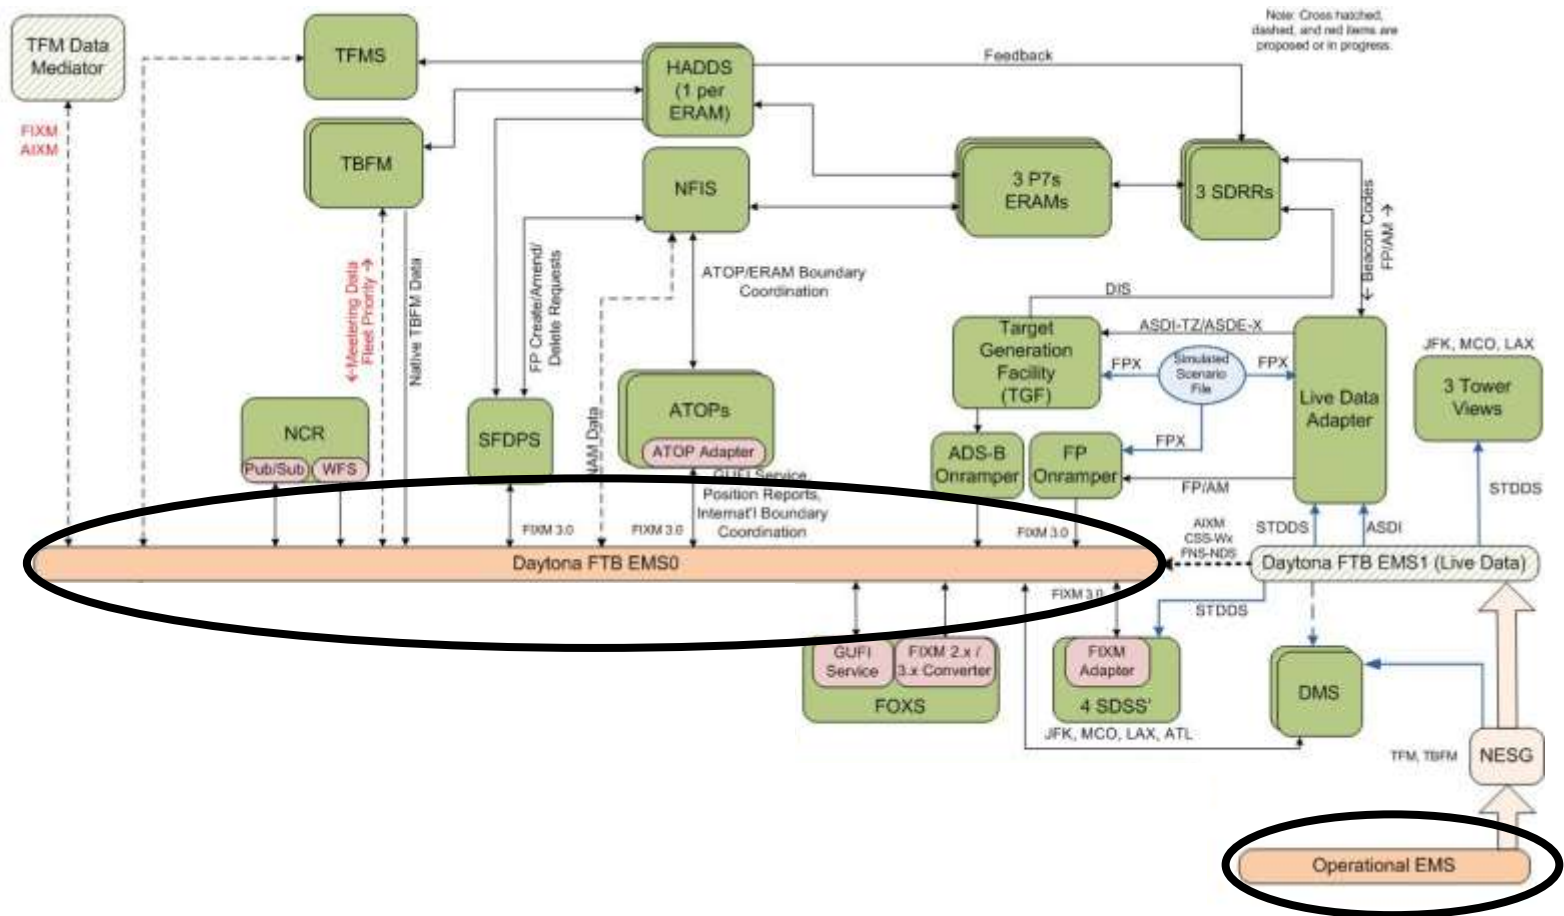 Note: Cross hatched,
dashed, and red items are
proposed or in progress.
TFM Data
Mediator
TFMS
HADDS
(1 per
ERAM)
Feedback
FIXM
AIXM
TBFM
NFIS
3 P7s
ERAMs
3 SDRRs
← Beacon Codes
FP/AM →
←Meetering Data
Fleet Priority →
Native TBFM Data
FP Create/Amend/
Delete Requests
ATOP/ERAM Boundary
Coordination
DIS
Target
Generation
Facility
(TGF)
ASDI-TZ/ASDE-X
FPX
Simulated
Scenario
File
FPX
Live Data
Adapter
JFK, MCO, LAX
3 Tower
Views
NCR
Pub/Sub
WFS
SFDPS
NAM Data
ATOPs
ATOP Adapter
GUFI Service,
Position Reports,
Internat'l Boundary
Coordination
ADS-B
Onramper
FP
Onramper
FPX
FP/AM
STDDS
FIXM 3.0
FIXM 3.0
FIXM 3.0
AIXM
CSS-Wx
FNS-NDS
STDDS
ASDI
Daytona FTB EMS0
Daytona FTB EMS1 (Live Data)
FIXM 3.0
STDDS
GUFI
Service
FIXM 2.x /
3.x Converter
FOXS
FIXM
Adapter
4 SDSS'
JFK, MCO, LAX, ATL
DMS
TFM, TBFM
NESG
Operational EMS